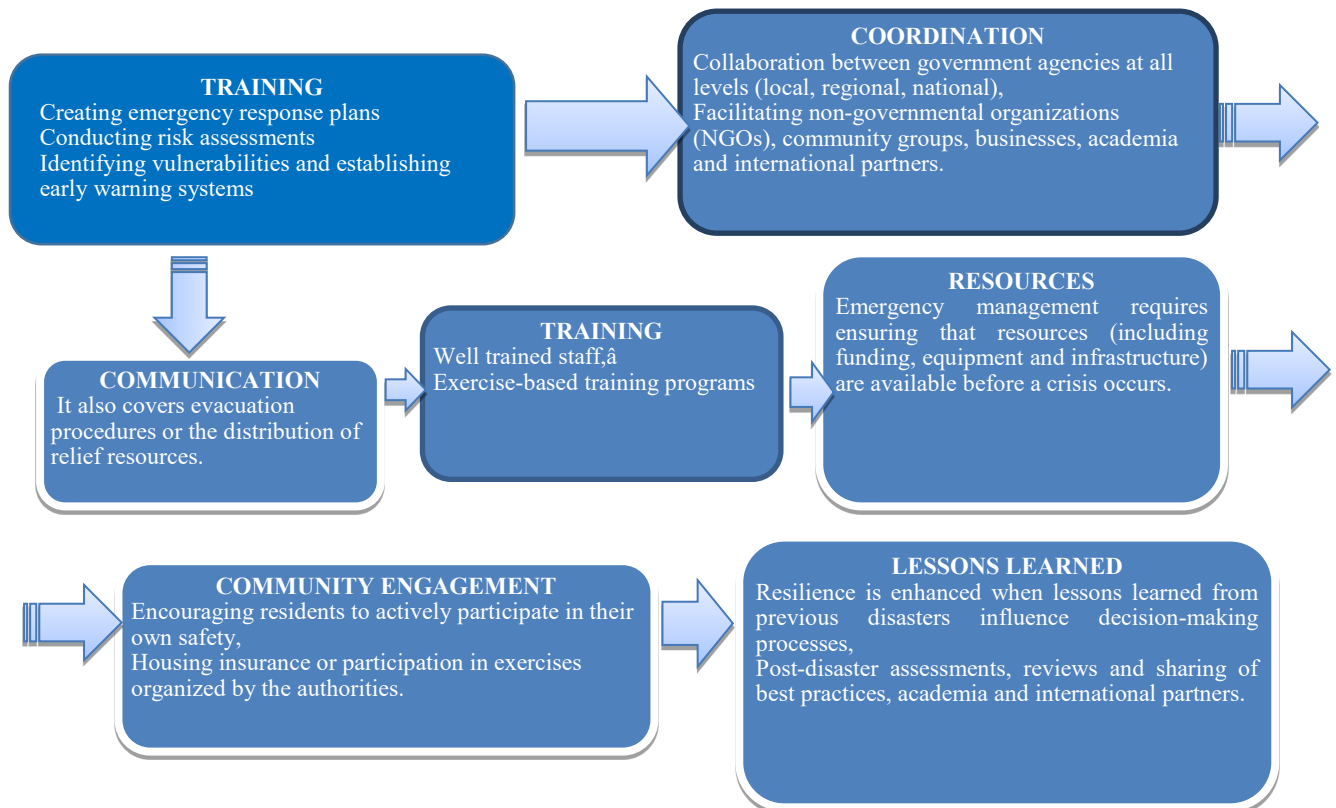 TRAINING
Creating emergency response plans
Conducting risk assessments
Identifying vulnerabilities and establishing
early warning systems
COORDINATION
Collaboration between government agencies at all
levels (local, regional, national),
Facilitating non-governmental organizations
(NGOs), community groups, businesses, academia
and international partners.
COMMUNICATION
It also covers evacuation
procedures or the distribution of
relief resources.
TRAINING
Well trained staff,â
Exercise-based training programs
RESOURCES
Emergency management requires
ensuring that resources (including
funding, equipment and infrastructure)
are available before a crisis occurs.
COMMUNITY ENGAGEMENT
Encouraging residents to actively participate in their
own safety,
Housing insurance or participation in exercises
organized by the authorities.
LESSONS LEARNED
Resilience is enhanced when lessons learned from
previous disasters influence decision-making
processes,
Post-disaster assessments, reviews and sharing of
best practices, academia and international partners.